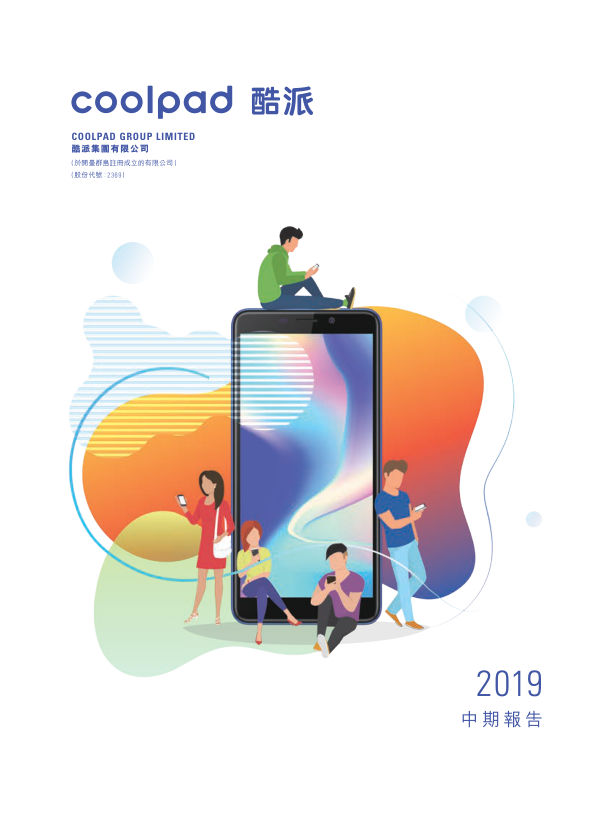 coolpad 酷派
COOLPAD GROUP LIMITED
酷派集團有限公司
(於開曼群島註冊成立的有限公司)
(股份代號：2369)
2019
中期報告